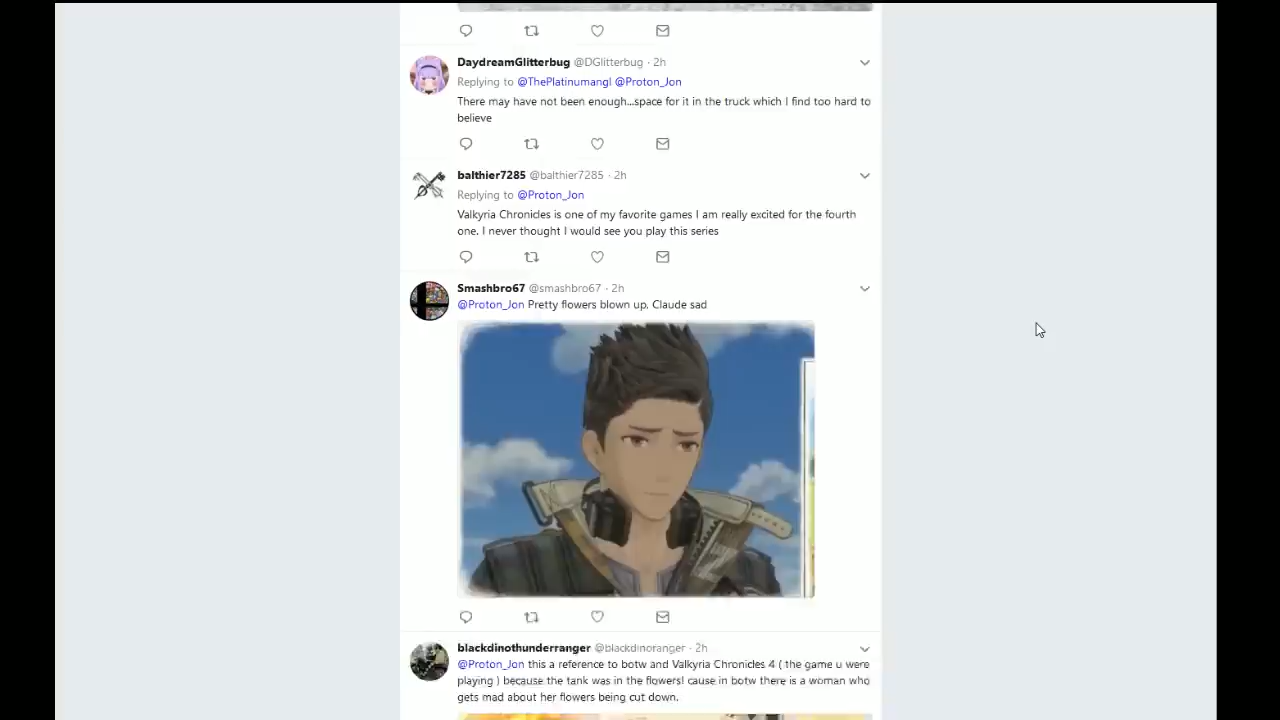 DaydreamGlitterbug @DGlitterbug · 2h
Replying to @ThePlatinumangl @Proton_Jon
There may have not been enough...space for it in the truck which I find too hard to
believe
balthier7285 @balthier7285 · 2h
Replying to @Proton_Jon
Valkyria Chronicles is one of my favorite games I am really excited for the fourth
one. I never thought I would see you play this series
Smashbro67 @smashbro67 · 2h
@Proton_Jon Pretty flowers blown up. Claude sad
blackdinothunderranger @blackdinoranger · 2h
@Proton_Jon this a reference to botw and Valkyria Chronicles 4 ( the game u were
playing ) because the tank was in the flowers! cause in botw there is a woman who
gets mad about her flowers being cut down.